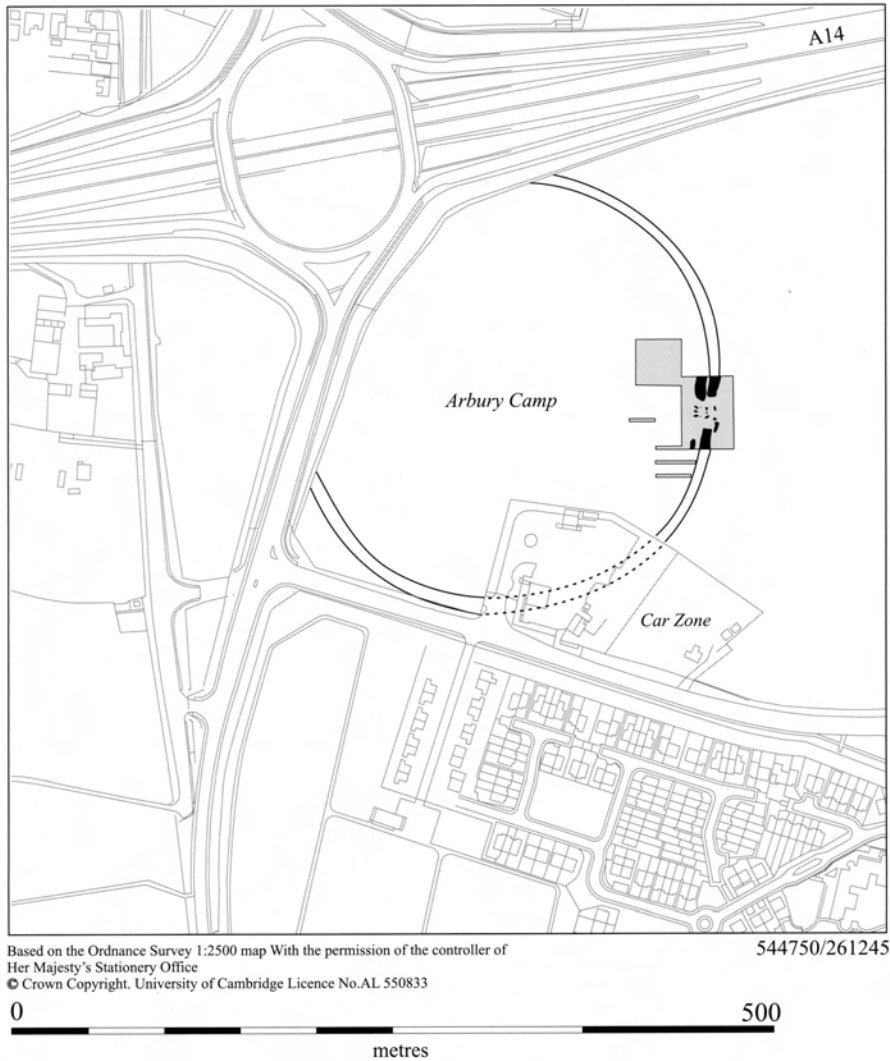 A14
Arbury Camp
Car Zone
Based on the Ordnance Survey 1:2500 map With the permission of the controller of
Her Majesty's Stationery Office
© Crown Copyright. University of Cambridge Licence No.AL 550833
544750/261245
0
500
metres